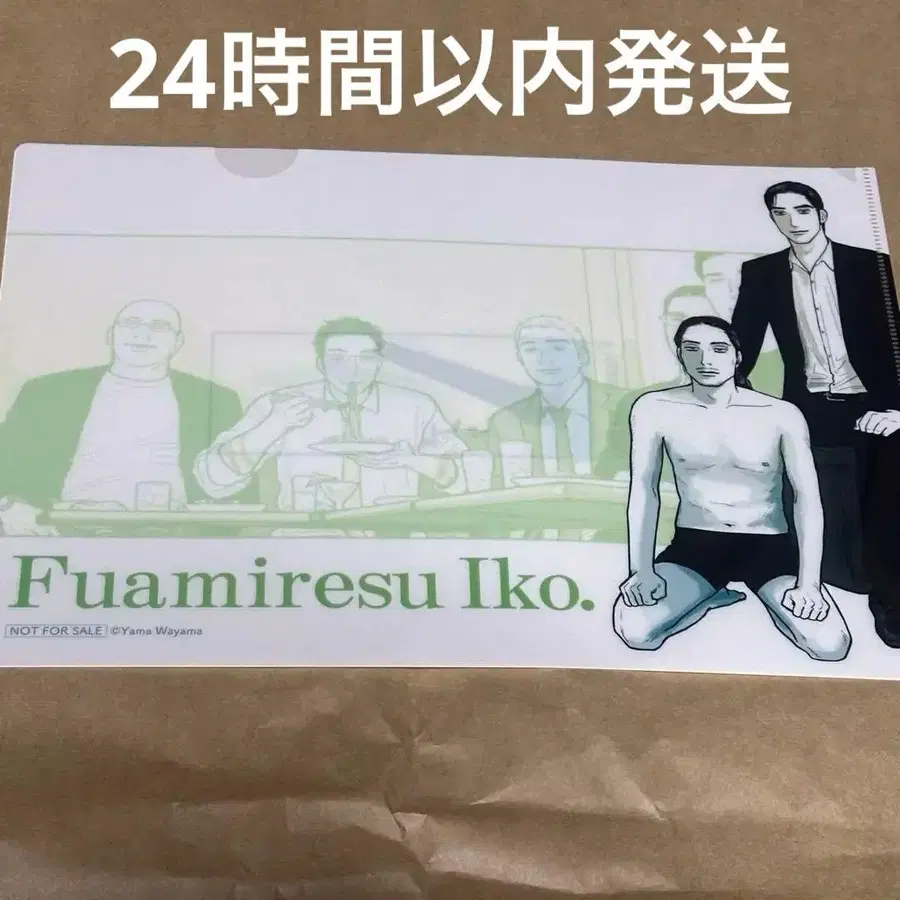 24時間以内発送
Fuamiresu Iko.
NOT FOR SALE ©Yama Wayama